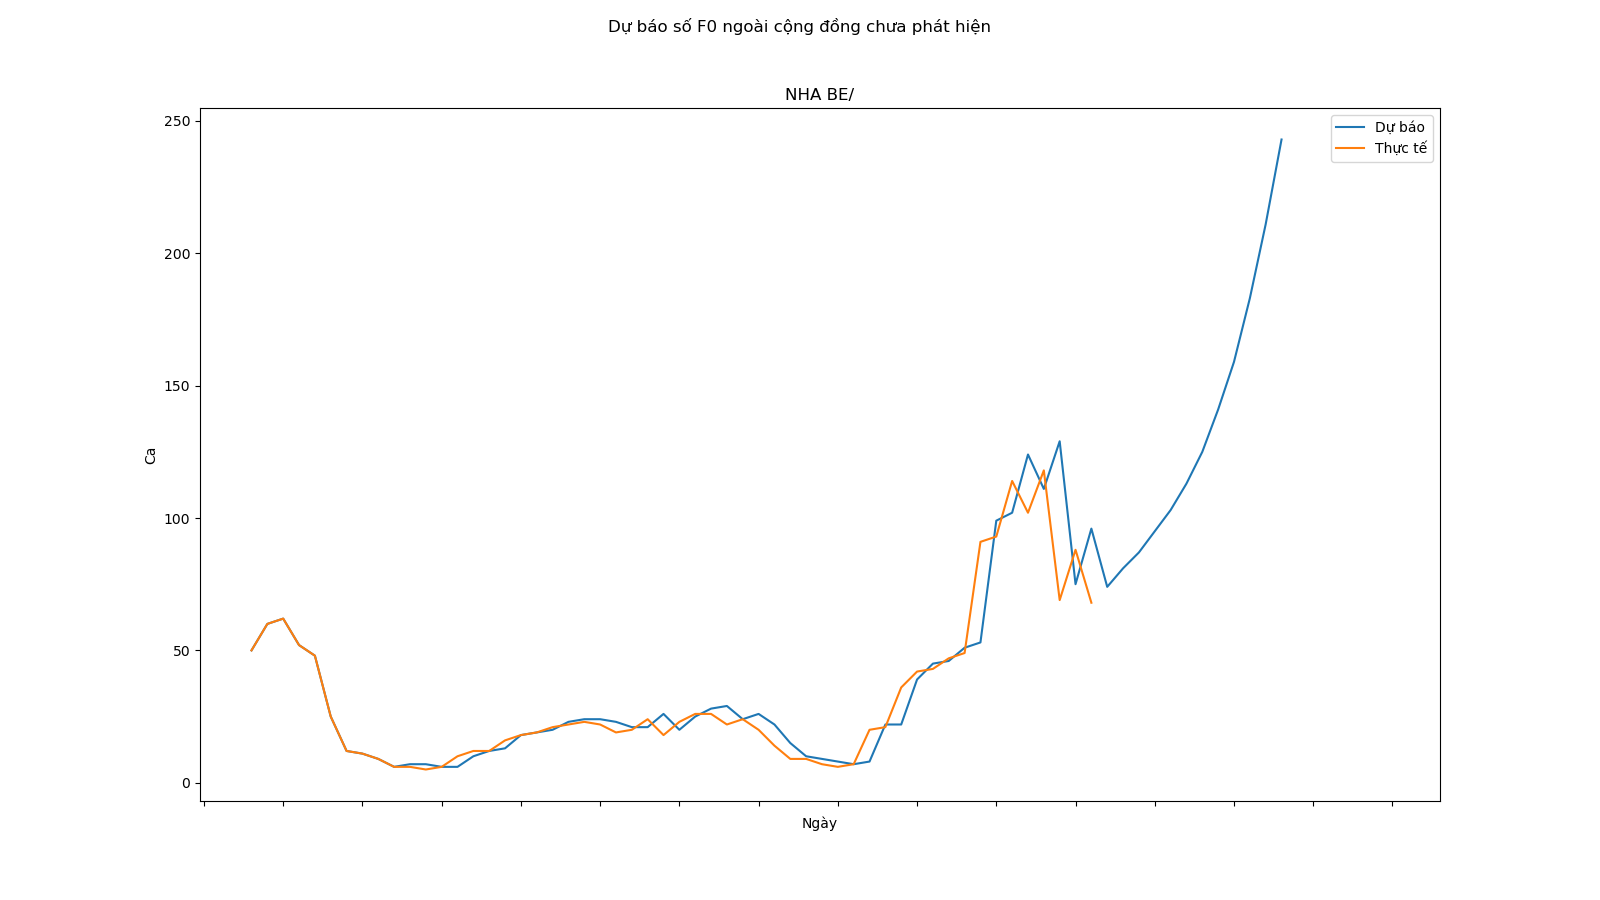 Dự báo số F0 ngoài cộng đồng chưa phát hiện
NHA BE/
250
200
150
100
50
0
Ca
Ngày
Dự báo
Thực tế